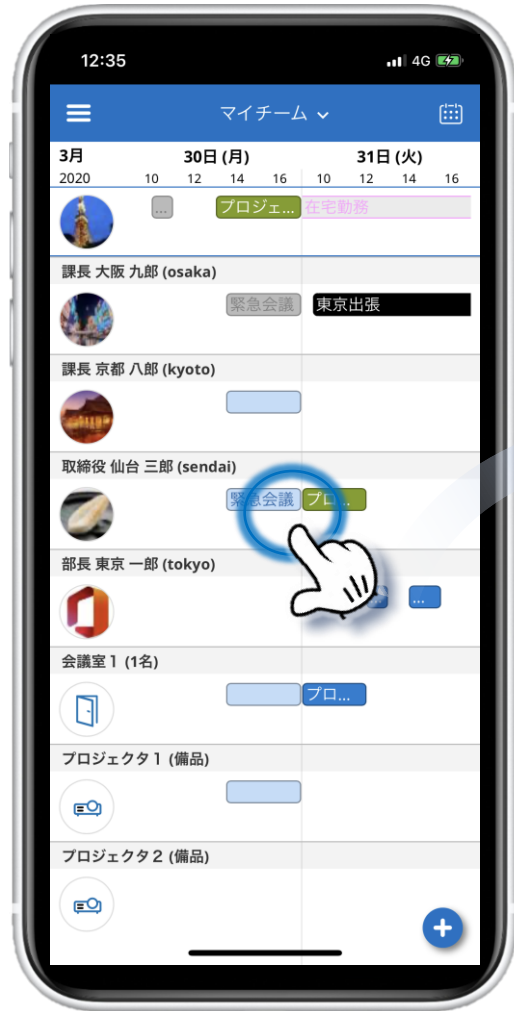 12:35 4G
マイチーム
3月 30日 (月) 31日 (火)
2020 10 12 14 16 10 12 14 16
... プロジェ... 在宅勤務
課長 大阪 九郎 (osaka)
緊急会議 東京出張
課長 京都 八郎 (kyoto)
取締役 仙台 三郎 (sendai)
緊急会議 プロ...
部長 東京 一郎 (tokyo)
... ...
会議室１ (1名)
プロ...
プロジェクタ１ (備品)
プロジェクタ２ (備品)